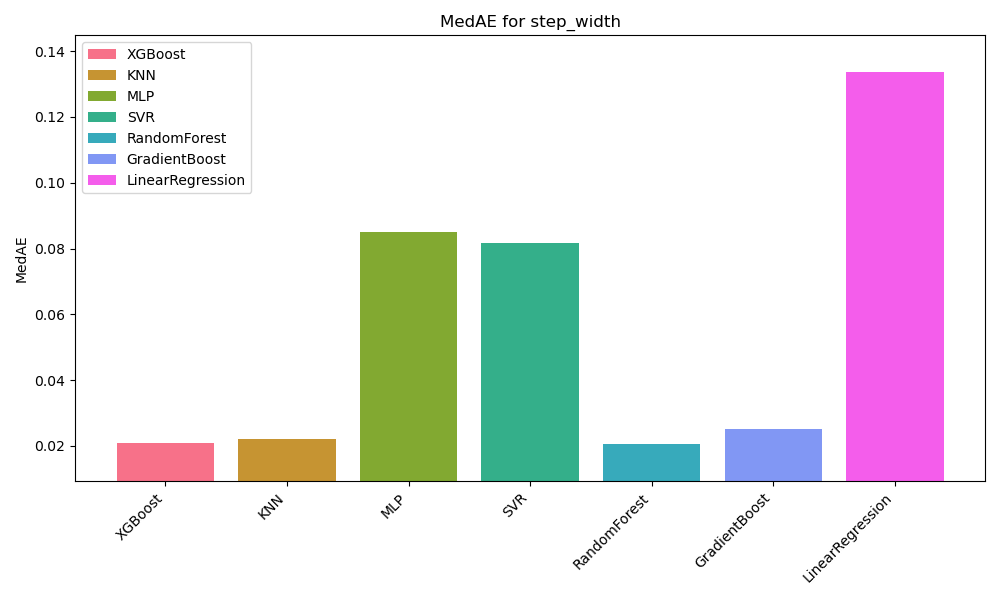 MedAE for step_width
XGBoost
KNN
MLP
SVR
RandomForest
GradientBoost
LinearRegression
MedAE
0.14
0.12
0.10
0.08
0.06
0.04
0.02
XGBoost
KNN
MLP
SVR
RandomForest
GradientBoost
LinearRegression